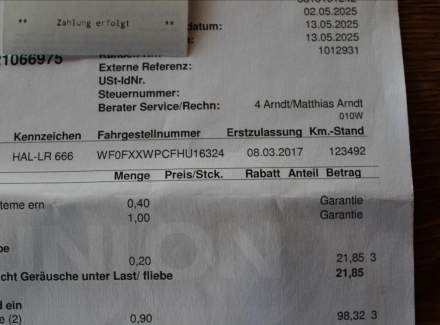 02.05.2025
** Zahlung erfolgt **
datum: 13.05.2025
13.05.2025
21066975
1012931
Externe Referenz:
USt-IdNr.
Steuernummer:
Berater Service/Rechn: 4 Arndt/Matthias Arndt
010W
Kennzeichen Fahrgestellnummer Erstzulassung Km.-Stand
HAL-LR 666 WF0FXXWPCFHU16324 08.03.2017 123492
Menge Preis/Stck. Rabatt Anteil Betrag
teme ern 0,40 Garantie
1,00 Garantie
be
0,20 21,85 3
cht Geräusche unter Last/ fliebe 21,85
d ein
e (2) 0,90 98,32 3
UNION